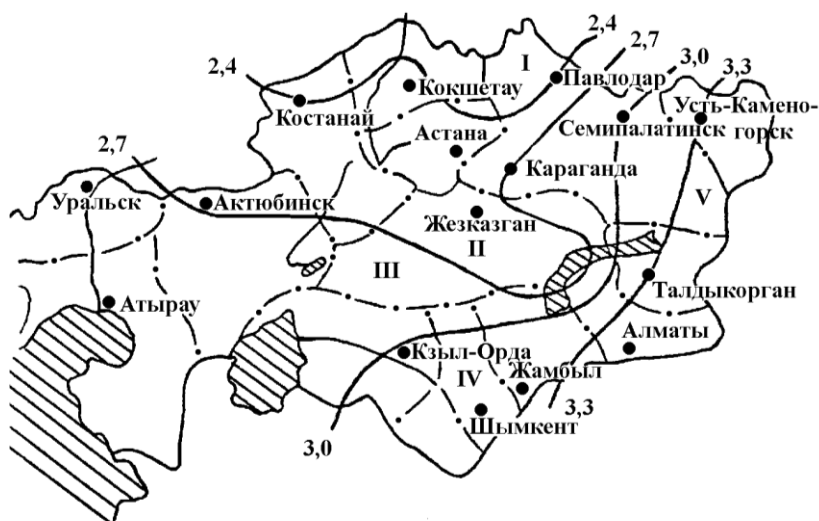 I
2,4
2,7
2,4
3,0
3,3
Павлодар
Кокшетау
Усть-Камено-
горск
Костанай
Семипалатинск
Астана
2,7
Караганда
Уральск
Актюбинск
V
Жезказган
II
III
Атырау
Талдыкорган
Алматы
Кзыл-Орда
Жамбыл
IV
3,3
Шымкент
3,0